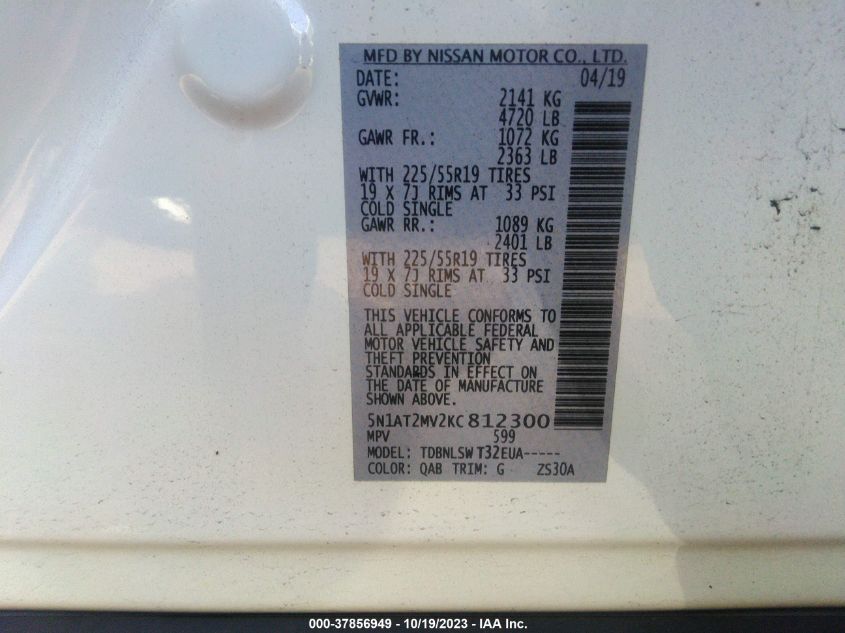 MFD BY NISSAN MOTOR CO., LTD.
DATE: 04/19
GVWR: 2141 KG
4720 LB
GAWR FR.: 1072 KG
2363 LB
WITH 225/55R19 TIRES
19 X 7J RIMS AT 33 PSI
COLD SINGLE
GAWR RR.: 1089 KG
2401 LB
WITH 225/55R19 TIRES
19 X 7J RIMS AT 33 PSI
COLD SINGLE
THIS VEHICLE CONFORMS TO
ALL APPLICABLE FEDERAL
MOTOR VEHICLE SAFETY AND
THEFT PREVENTION
STANDARDS IN EFFECT ON
THE DATE OF MANUFACTURE
SHOWN ABOVE.
5N1AT2MV2KC812300
MPV 599
MODEL: TDBNLSW T32EUA-----
COLOR: QAB TRIM: G ZS30A
000-37856949 - 10/19/2023 - IAA Inc.